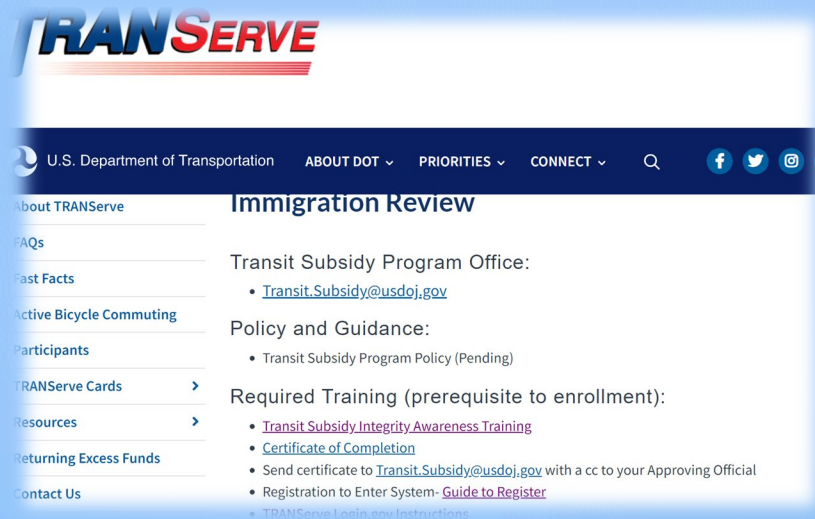 TRANSERVE
U.S. Department of Transportation
ABOUT DOT
PRIORITIES
CONNECT
About TRANServe
FAQs
Fast Facts
Active Bicycle Commuting
Participants
TRANServe Cards
Resources
Returning Excess Funds
Contact Us
Immigration Review
Transit Subsidy Program Office:
• Transit.Subsidy@usdoj.gov
Policy and Guidance:
• Transit Subsidy Program Policy (Pending)
Required Training (prerequisite to enrollment):
• Transit Subsidy Integrity Awareness Training
• Certificate of Completion
• Send certificate to Transit.Subsidy@usdoj.gov with a cc to your Approving Official
• Registration to Enter System- Guide to Register
• TRANServe Login.gov Instructions